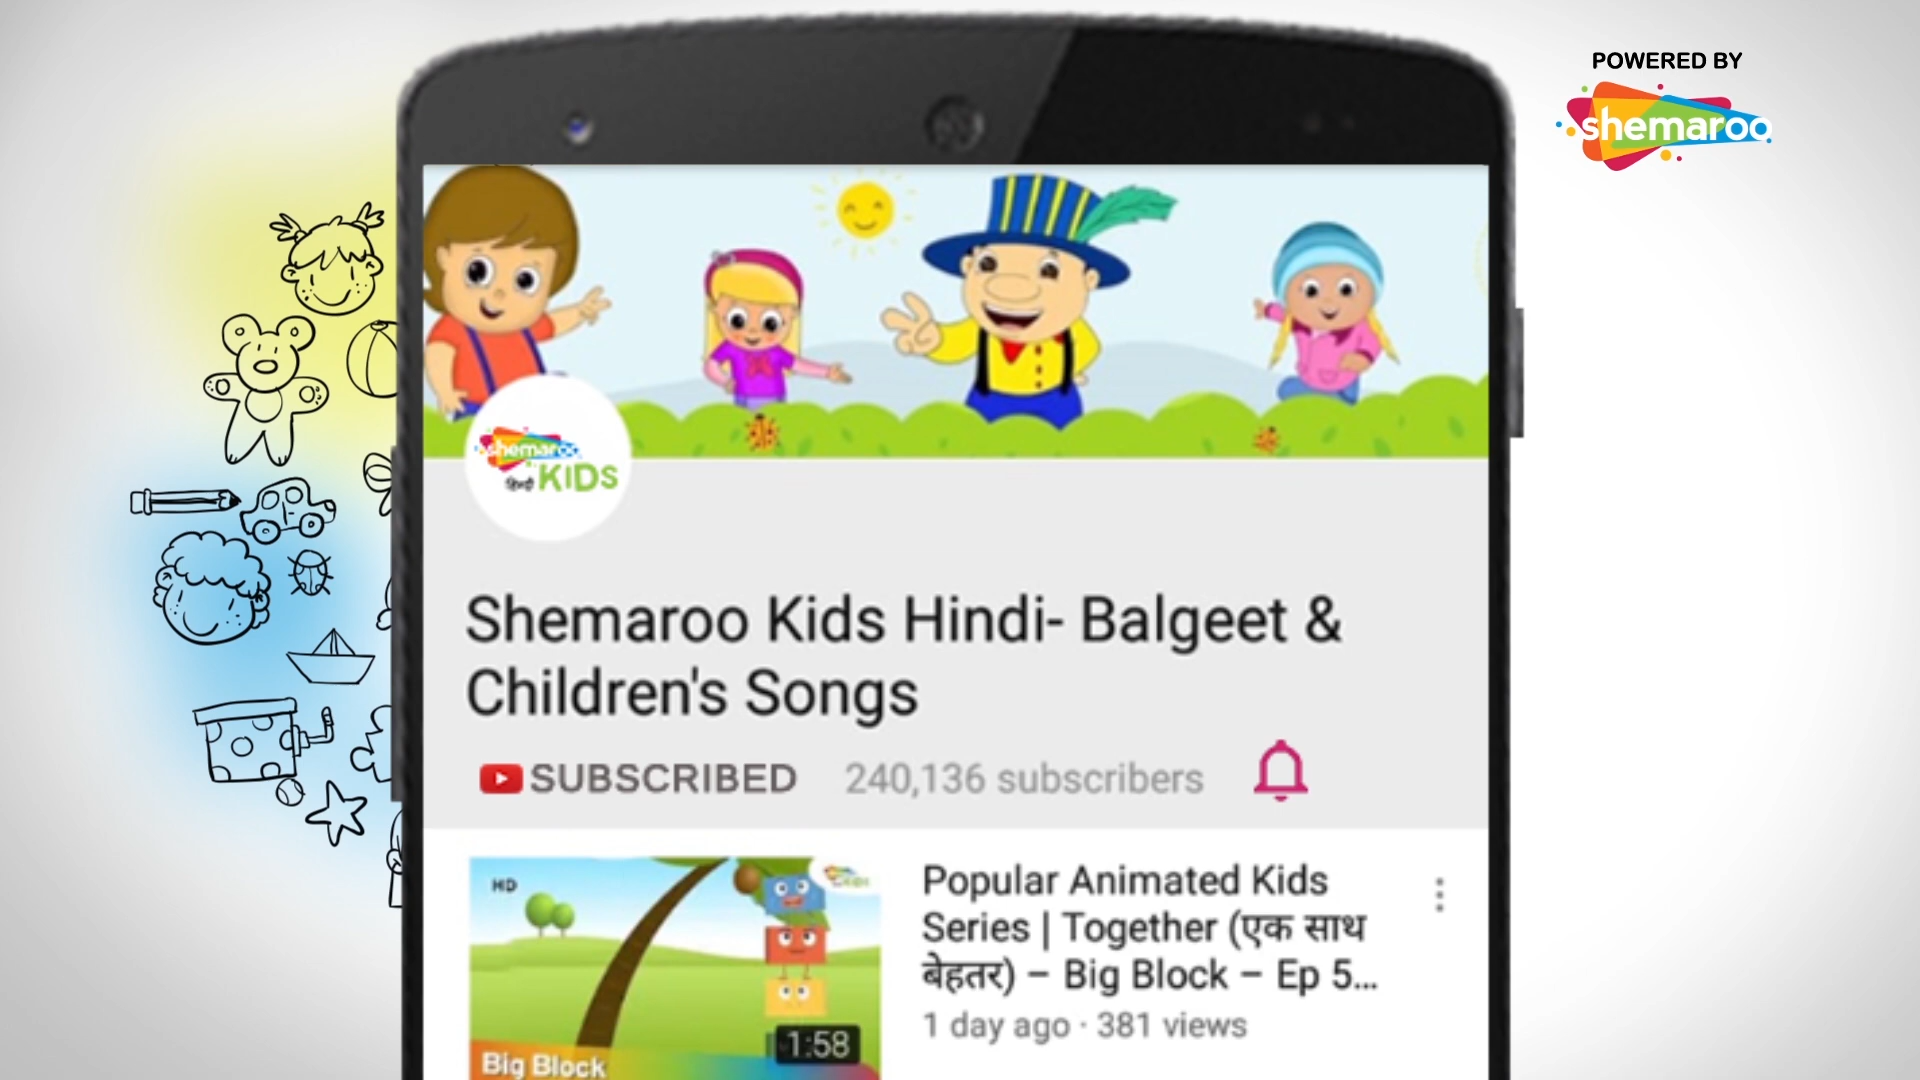 POWERED BY
shemaroo
shemaroo
हिन्दी KIDS
Shemaroo Kids Hindi- Balgeet &
Children's Songs
SUBSCRIBED 240,136 subscribers
HD
Popular Animated Kids
Series | Together (एक साथ
बेहतर) – Big Block – Ep 5...
1 day ago · 381 views
1:58
Big Block